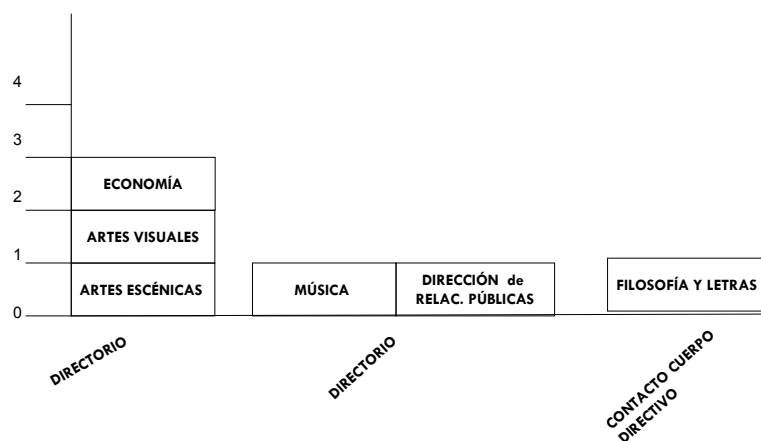 4
3
ECONOMÍA
2
ARTES VISUALES
1
ARTES ESCÉNICAS
MÚSICA
DIRECCIÓN de
RELAC. PÚBLICAS
FILOSOFÍA Y LETRAS
0
DIRECTORIO
DIRECTORIO
CONTACTO CUERPO
DIRECTIVO